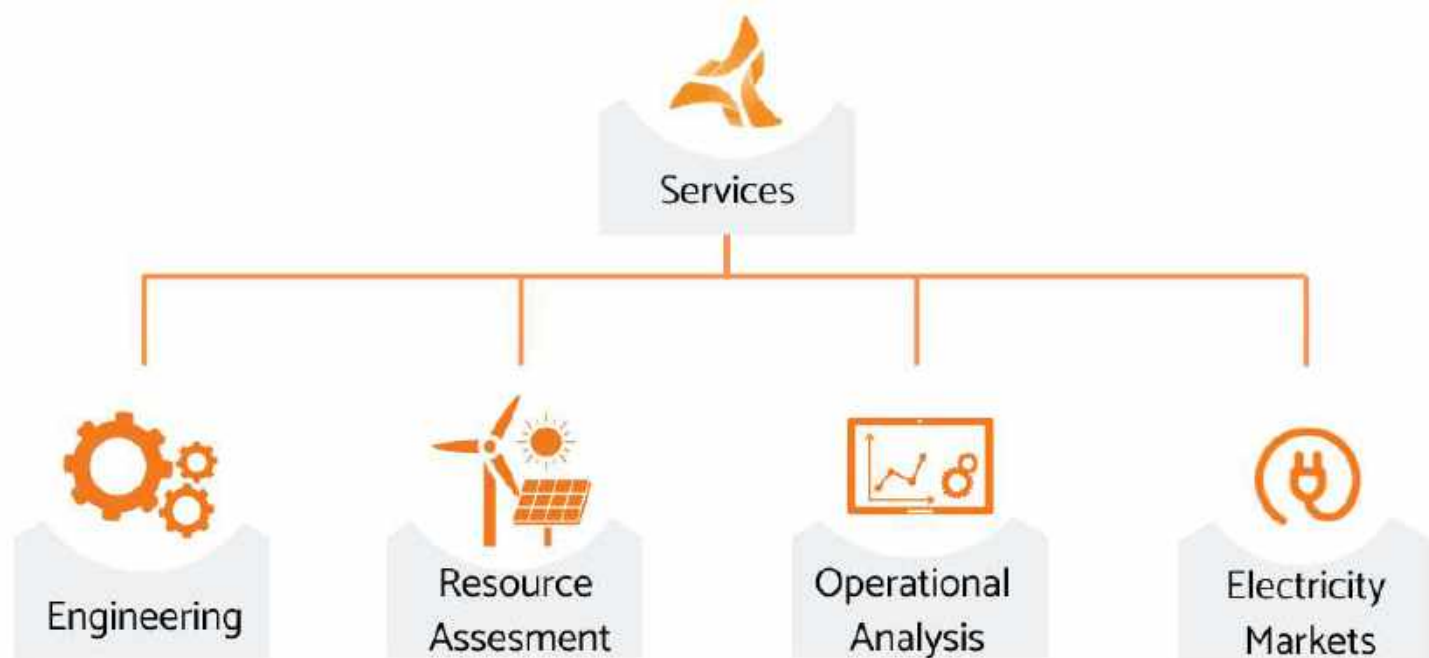 Services
Engineering
Resource
Assesment
Operational
Analysis
Electricity
Markets